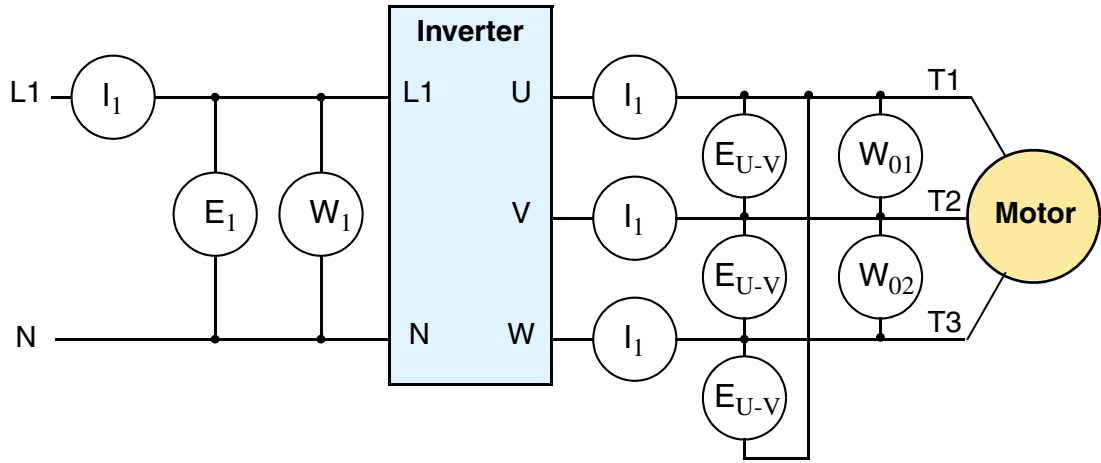 Inverter
L1 I1 L1 U I1 T1
EU-V W01
E1 W1 V I1 T2 Motor
EU-V W02
N N W I1 T3
EU-V